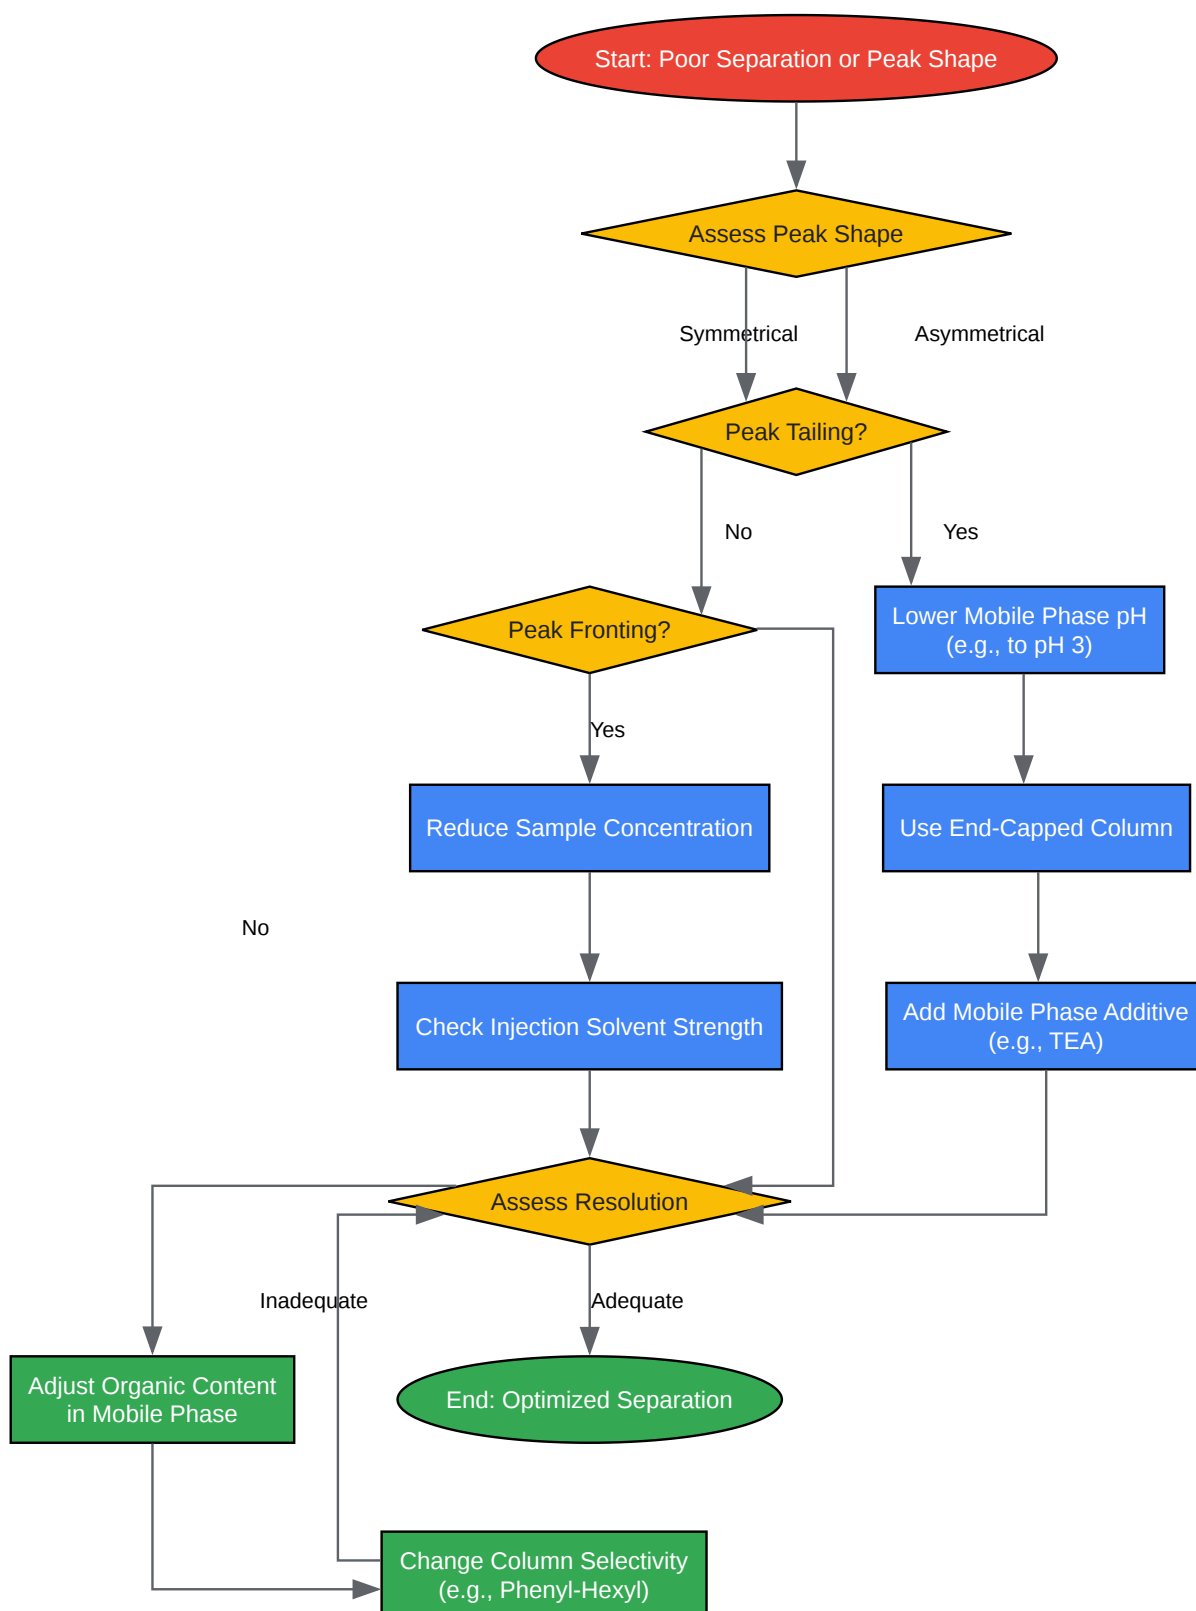 Start: Poor Separation or Peak Shape
Assess Peak Shape
Symmetrical
Asymmetrical
Peak Tailing?
No
Yes
Peak Fronting?
Lower Mobile Phase pH
(e.g., to pH 3)
Yes
Reduce Sample Concentration
Use End-Capped Column
No
Check Injection Solvent Strength
Add Mobile Phase Additive
(e.g., TEA)
Assess Resolution
Inadequate
Adequate
Adjust Organic Content
in Mobile Phase
End: Optimized Separation
Change Column Selectivity
(e.g., Phenyl-Hexyl)